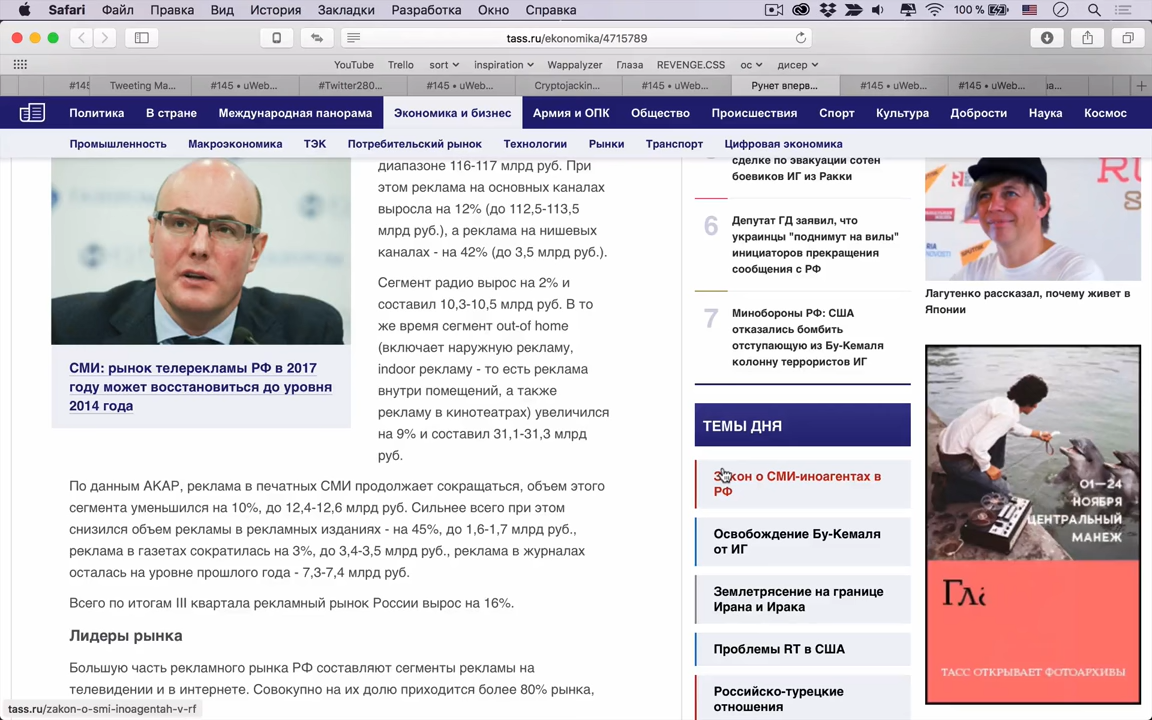 Safari Файл Правка Вид История Закладки Разработка Окно Справка 100 %
tass.ru/ekonomika/4715789
YouTube Trello sort inspiration Wappalyzer Глаза REVENGE.CSS ос дисер
#145 Tweeting Ma... #145 • uWeb... #Twitter280... #145 • uWeb... Cryptojackin... #145 • uWeb... Рунет вперв... #145 • uWeb... #145 • uWeb... а...
Политика В стране Международная панорама Экономика и бизнес Армия и ОПК Общество Происшествия Спорт Культура Добрости Наука Космос
Промышленность Макроэкономика ТЭК Потребительский рынок Технологии Рынки Транспорт Цифровая экономика
СМИ: рынок телерекламы РФ в 2017
году может восстановиться до уровня
2014 года
диапазоне 116-117 млрд руб. При
этом реклама на основных каналах
выросла на 12% (до 112,5-113,5
млрд руб.), а реклама на нишевых
каналах - на 42% (до 3,5 млрд руб.).
Сегмент радио вырос на 2% и
составил 10,3-10,5 млрд руб. В то
же время сегмент out-of home
(включает наружную рекламу,
indoor рекламу - то есть реклама
внутри помещений, а также
рекламу в кинотеатрах) увеличился
на 9% и составил 31,1-31,3 млрд
руб.
По данным АКАР, реклама в печатных СМИ продолжает сокращаться, объем этого
сегмента уменьшился на 10%, до 12,4-12,6 млрд руб. Сильнее всего при этом
снизился объем рекламы в рекламных изданиях - на 45%, до 1,6-1,7 млрд руб.,
реклама в газетах сократилась на 3%, до 3,4-3,5 млрд руб., реклама в журналах
осталась на уровне прошлого года - 7,3-7,4 млрд руб.
Всего по итогам III квартала рекламный рынок России вырос на 16%.
Лидеры рынка
Большую часть рекламного рынка РФ составляют сегменты рекламы на
телевидении и в интернете. Совокупно на их долю приходится более 80% рынка,
сделке по эвакуации сотен
боевиков ИГ из Ракки
6
Депутат ГД заявил, что
украинцы "поднимут на вилы"
инициаторов прекращения
сообщения с РФ
7
Минобороны РФ: США
отказались бомбить
отступающую из Бу-Кемаля
колонну террористов ИГ
ТЕМЫ ДНЯ
Закон о СМИ-иноагентах в
РФ
Освобождение Бу-Кемаля
от ИГ
Землетрясение на границе
Ирана и Ирака
Проблемы RT в США
Российско-турецкие
отношения
Лагутенко рассказал, почему живет в
Японии
01—24
НОЯБРЯ
ЦЕНТРАЛЬНЫЙ
МАНЕЖ
ТАСС ОТКРЫВАЕТ ФОТОАРХИВЫ
tass.ru/zakon-o-smi-inoagentah-v-rf